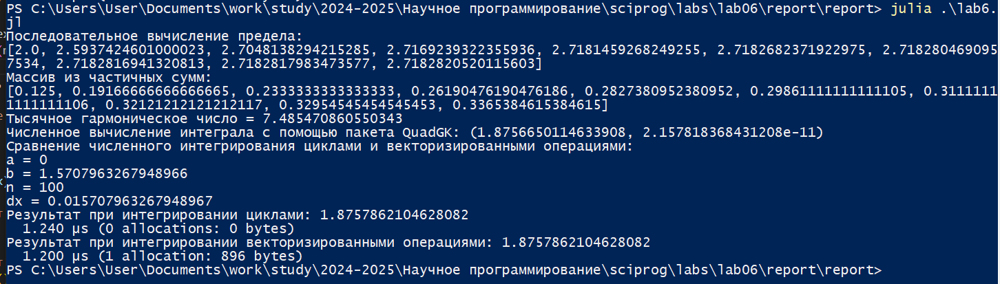 PS C:\Users\User\Documents\work\study\2024-2025\Научное программирование\sciprog\labs\lab06\report\report> julia .\lab6.
jl
Последовательное вычисление предела:
[2.0, 2.5937424601000023, 2.7048138294215285, 2.7169239322355936, 2.7181459268249255, 2.7182682371922975, 2.718280469095
7534, 2.7182816941320813, 2.7182817983473577, 2.7182820520115603]
Массив из частичных сумм:
[0.125, 0.19166666666666665, 0.2333333333333333, 0.26190476190476186, 0.2827380952380952, 0.29861111111111105, 0.3111111
1111111106, 0.32121212121212117, 0.32954545454545453, 0.3365384615384615]
Тысячное гармоническое число = 7.485470860550343
Численное вычисление интеграла с помощью пакета QuadGK: (1.8756650114633908, 2.157818368431208e-11)
Сравнение численного интегрирования циклами и векторизированными операциями:
a = 0
b = 1.5707963267948966
n = 100
dx = 0.015707963267948967
Результат при интегрировании циклами: 1.8757862104628082
  1.240 μs (0 allocations: 0 bytes)
Результат при интегрировании векторизированными операциями: 1.8757862104628082
  1.200 μs (1 allocation: 896 bytes)
PS C:\Users\User\Documents\work\study\2024-2025\Научное программирование\sciprog\labs\lab06\report\report>